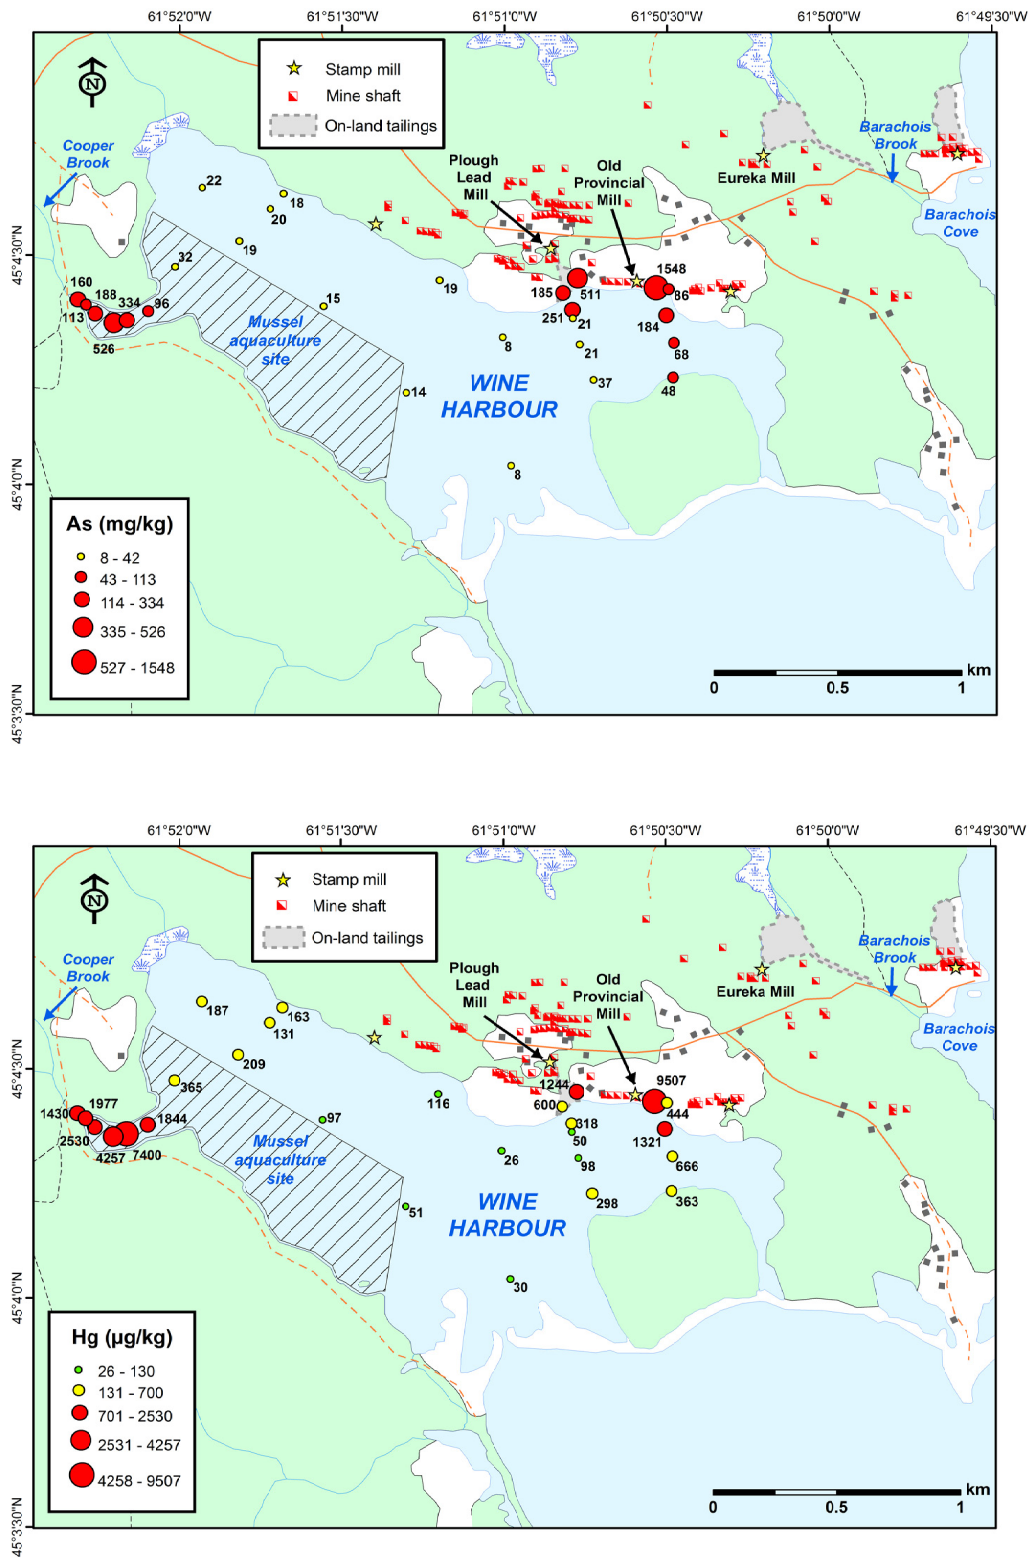 61°52'0"W 61°51'30"W 61°51'0"W 61°50'30"W 61°50'0"W 61°49'30"W
N
Stamp mill
Mine shaft
On-land tailings
Cooper
Brook
Plough
Lead
Mill
Old
Provincial
Mill
Eureka Mill
Barachois
Brook
Barachois
Cove
22
18
20
19
32
15
19
14
8
8
160
188
113
334
96
526
185
511
251
21
21
37
1548
86
184
68
48
Mussel
aquaculture
site
WINE
HARBOUR
45°4'30"N
45°4'0"N
45°3'30"N
As (mg/kg)
8 - 42
43 - 113
114 - 334
335 - 526
527 - 1548
km
0 0.5 1
61°52'0"W 61°51'30"W 61°51'0"W 61°50'30"W 61°50'0"W 61°49'30"W
N
Stamp mill
Mine shaft
On-land tailings
Cooper
Brook
Plough
Lead
Mill
Old
Provincial
Mill
Eureka Mill
Barachois
Brook
Barachois
Cove
187
163
131
209
365
97
116
51
26
30
1430
1977
2530
1844
4257
7400
1244
600
318
50
98
298
9507
444
1321
666
363
Mussel
aquaculture
site
WINE
HARBOUR
45°4'30"N
45°4'0"N
45°3'30"N
Hg (µg/kg)
26 - 130
131 - 700
701 - 2530
2531 - 4257
4258 - 9507
km
0 0.5 1